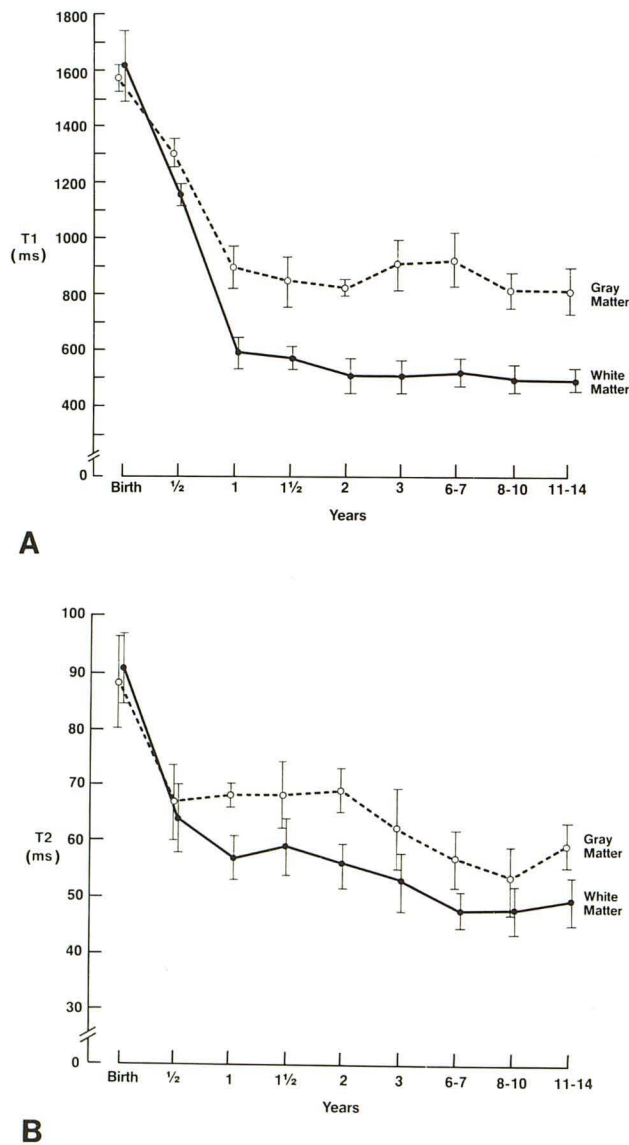 1800
1600
1400
1200
T1
(ms)
1000
800
600
400
0
Gray
Matter
White
Matter
Birth ½ 1 1½ 2 3 6-7 8-10 11-14
Years
A
100
90
80
70
T2
(ms)
60
50
40
30
0
Gray
Matter
White
Matter
Birth ½ 1 1½ 2 3 6-7 8-10 11-14
Years
B